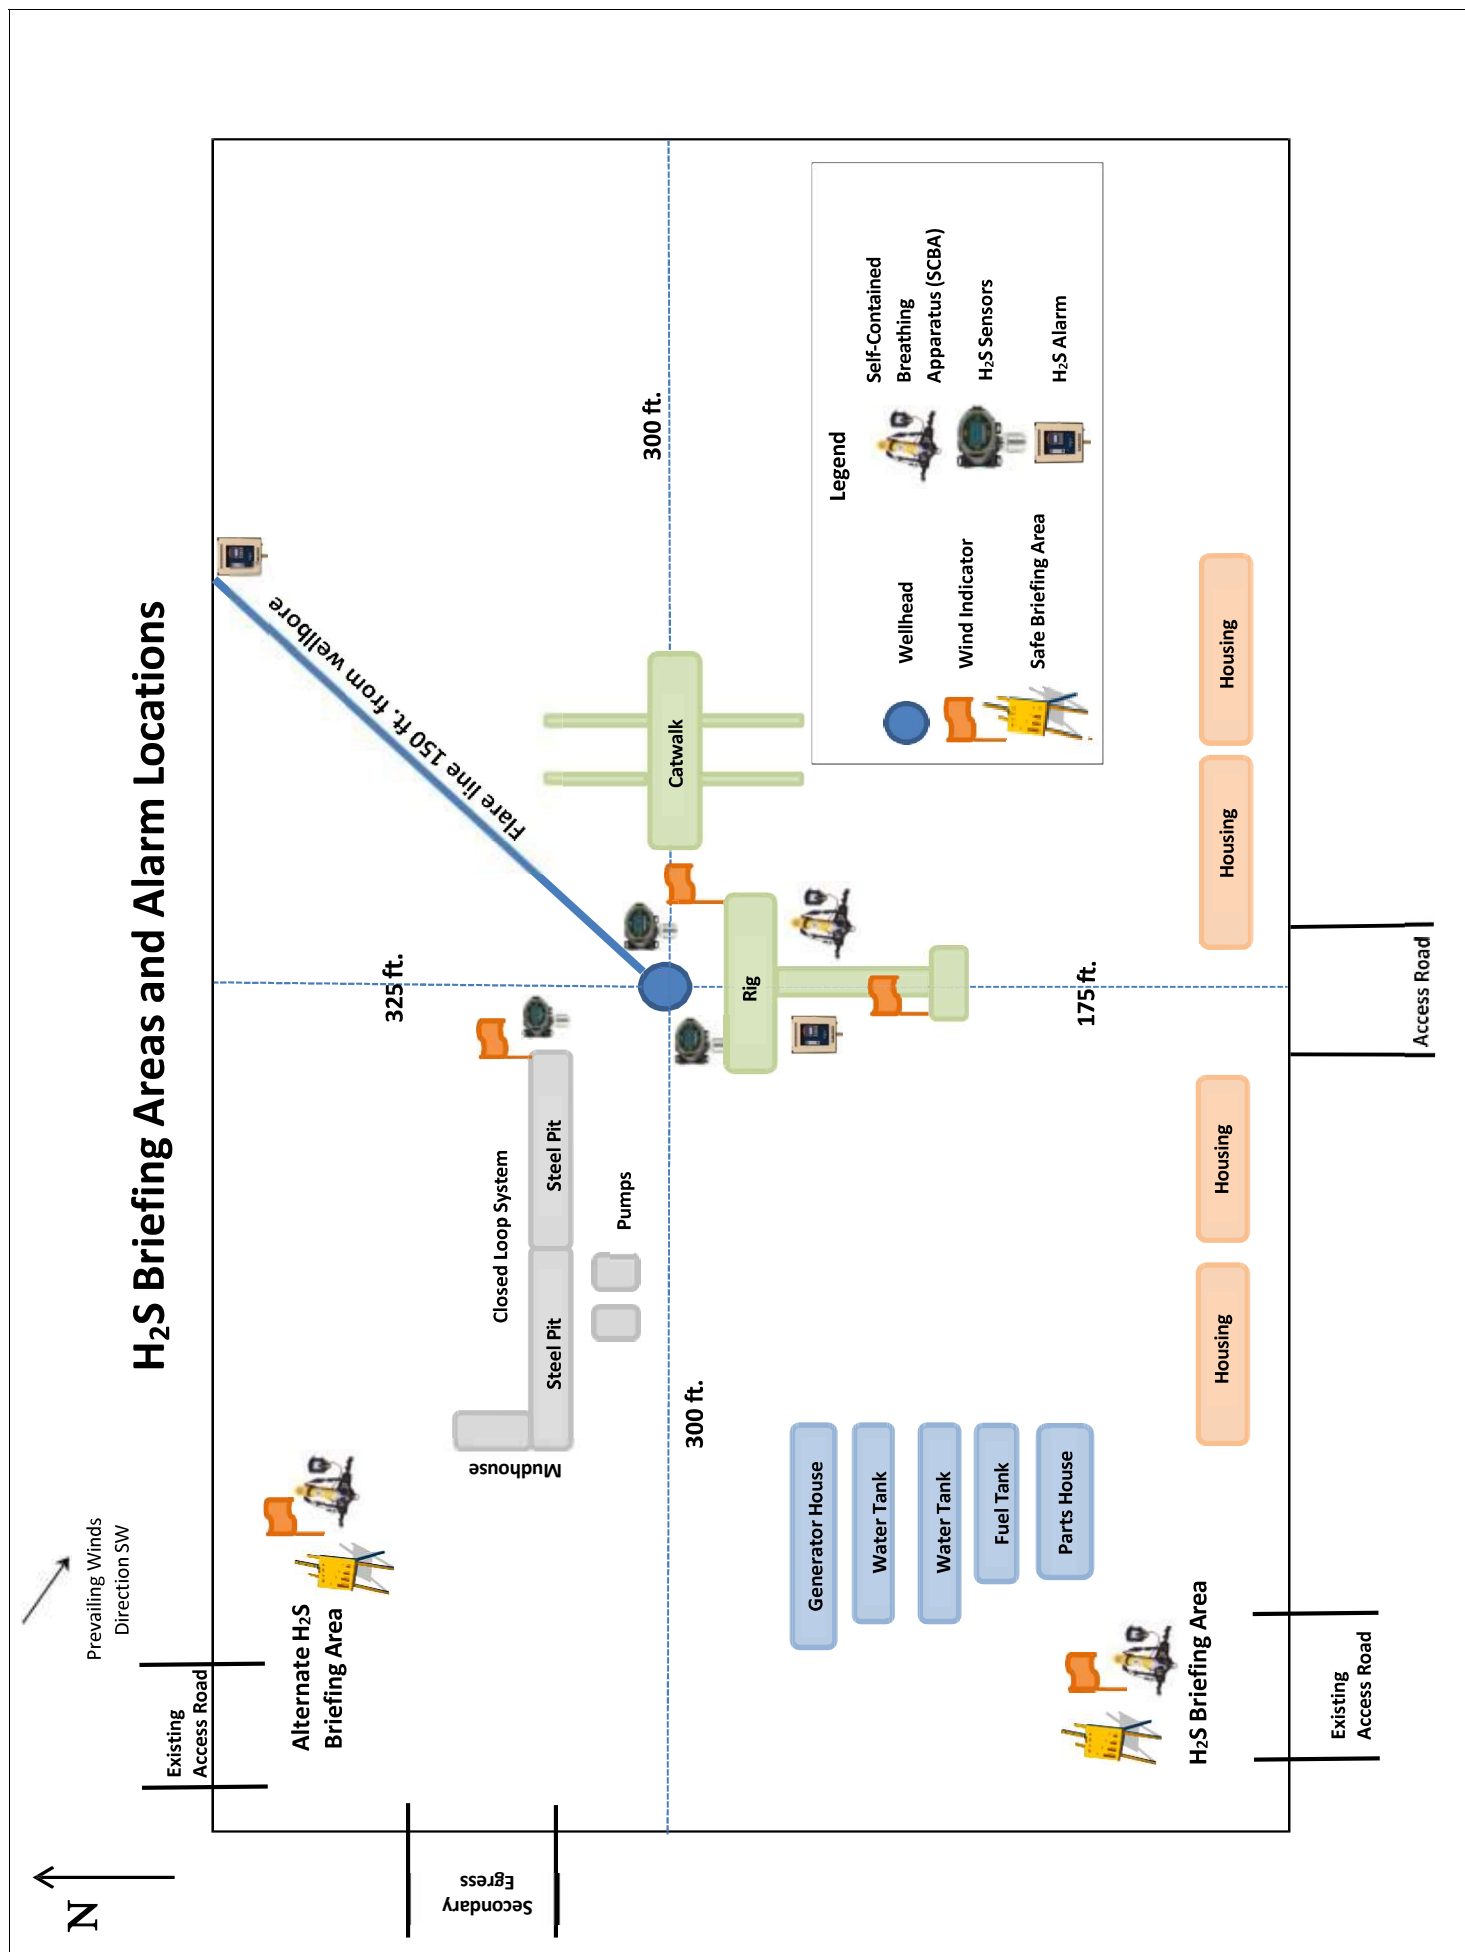 H₂S Briefing Areas and Alarm Locations
Prevailing Winds
Direction SW
N
Existing
Access Road
Alternate H₂S
Briefing Area
Secondary
Egress
Mudhouse
Closed Loop System
Steel Pit
Steel Pit
Pumps
325 ft.
Flare line 150 ft. from wellbore
300 ft.
300 ft.
Catwalk
Rig
175 ft.
Generator House
Water Tank
Water Tank
Fuel Tank
Parts House
H₂S Briefing Area
Existing
Access Road
Housing
Housing
Housing
Housing
Access Road
Legend
Wellhead
Wind Indicator
Safe Briefing Area
Self-Contained
Breathing
Apparatus (SCBA)
H₂S Sensors
H₂S Alarm